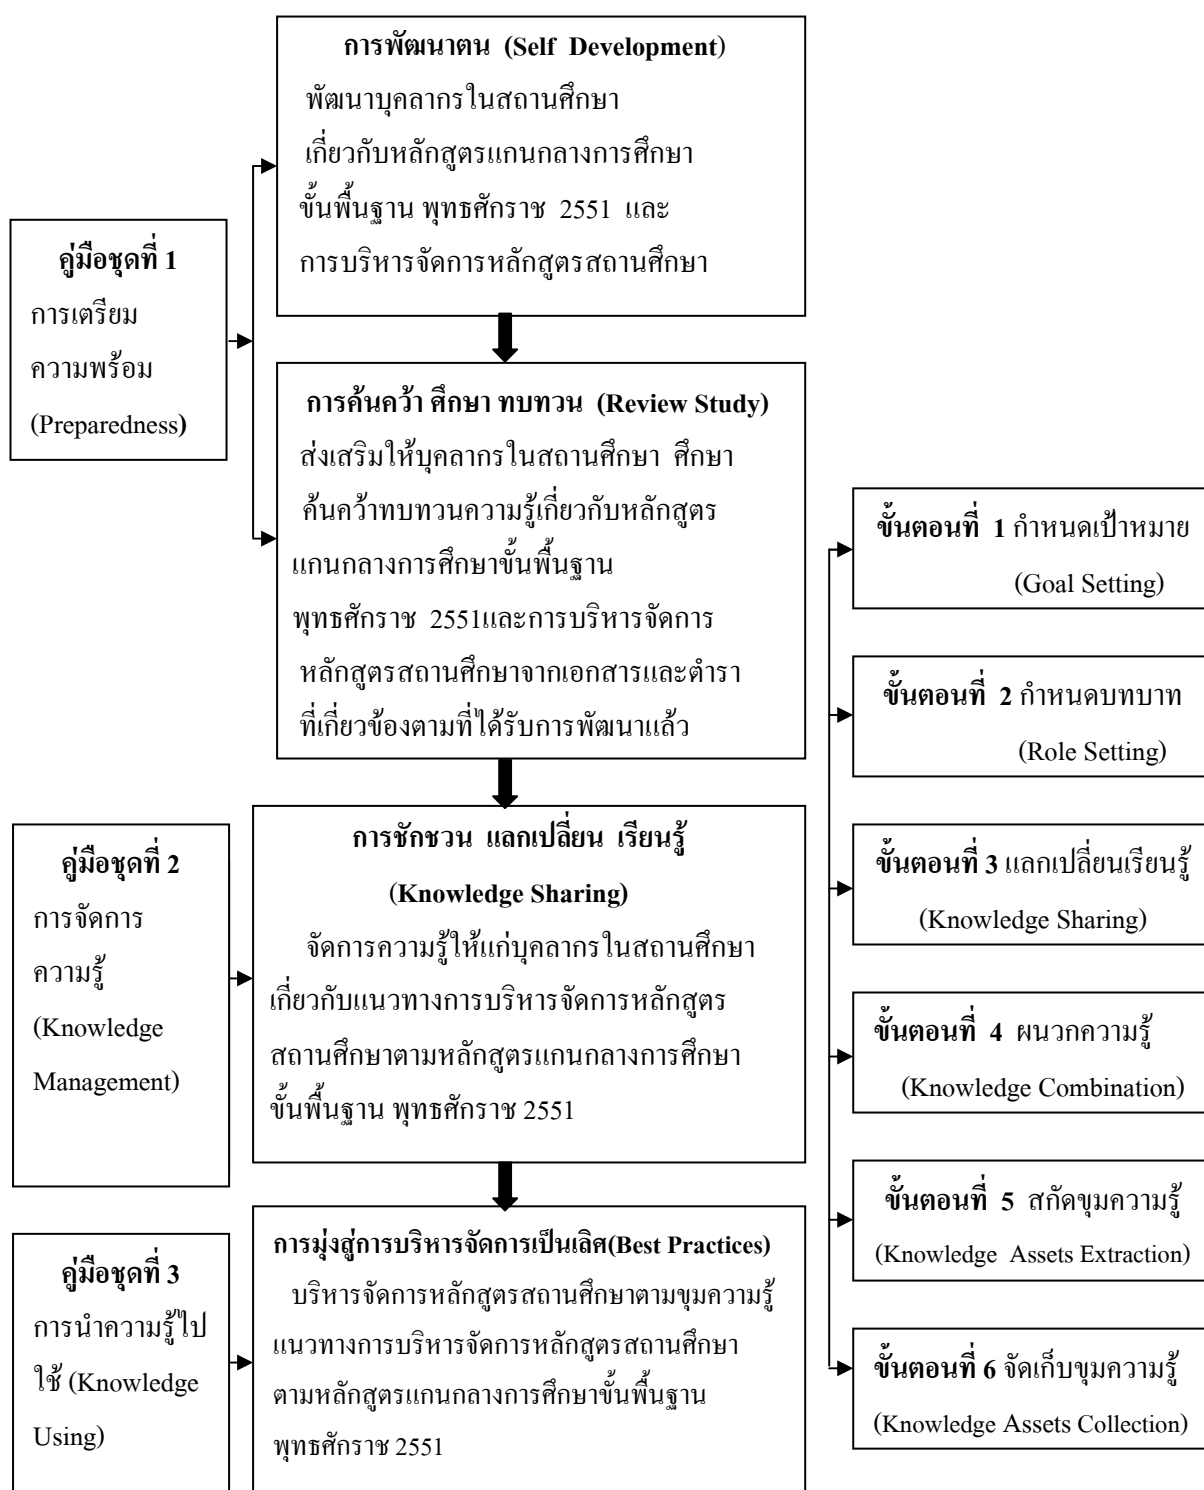 การพัฒนาตน (Self Development)
พัฒนาบุคลากรในสถานศึกษา
เกี่ยวกับหลักสูตรแกนกลางการศึกษา
ขั้นพื้นฐาน พุทธศักราช 2551 และ
การบริหารจัดการหลักสูตรสถานศึกษา
คู่มือชุดที่ 1
การเตรียม
ความพร้อม
(Preparedness)
การค้นคว้า ศึกษา ทบทวน (Review Study)
ส่งเสริมให้บุคลากรในสถานศึกษา ศึกษา
ค้นคว้าทบทวนความรู้เกี่ยวกับหลักสูตร
แกนกลางการศึกษาขั้นพื้นฐาน
พุทธศักราช 2551และการบริหารจัดการ
หลักสูตรสถานศึกษาจากเอกสารและตำรา
ที่เกี่ยวข้องตามที่ได้รับการพัฒนาแล้ว
คู่มือชุดที่ 2
การจัดการ
ความรู้
(Knowledge
Management)
การชักชวน แลกเปลี่ยน เรียนรู้
(Knowledge Sharing)
จัดการความรู้ให้แก่บุคลากรในสถานศึกษา
เกี่ยวกับแนวทางการบริหารจัดการหลักสูตร
สถานศึกษาตามหลักสูตรแกนกลางการศึกษา
ขั้นพื้นฐาน พุทธศักราช 2551
คู่มือชุดที่ 3
การนำความรู้ไป
ใช้ (Knowledge
Using)
การมุ่งสู่การบริหารจัดการเป็นเลิศ(Best Practices)
บริหารจัดการหลักสูตรสถานศึกษาตามขุมความรู้
แนวทางการบริหารจัดการหลักสูตรสถานศึกษา
ตามหลักสูตรแกนกลางการศึกษาขั้นพื้นฐาน
พุทธศักราช 2551
ขั้นตอนที่ 1 กำหนดเป้าหมาย
(Goal Setting)
ขั้นตอนที่ 2 กำหนดบทบาท
(Role Setting)
ขั้นตอนที่ 3 แลกเปลี่ยนเรียนรู้
(Knowledge Sharing)
ขั้นตอนที่ 4 ผนวกความรู้
(Knowledge Combination)
ขั้นตอนที่ 5 สกัดขุมความรู้
(Knowledge Assets Extraction)
ขั้นตอนที่ 6 จัดเก็บขุมความรู้
(Knowledge Assets Collection)